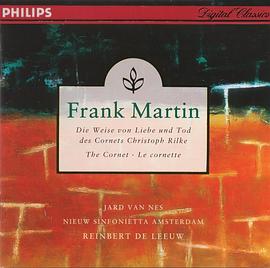 PHILIPS
Digital Classics
Frank Martin
Die Weise von Liebe und Tod
des Cornets Christoph Rilke
The Cornet · Le cornette
JARD VAN NES
NIEUW SINFONIETTA AMSTERDAM
REINBERT DE LEEUW